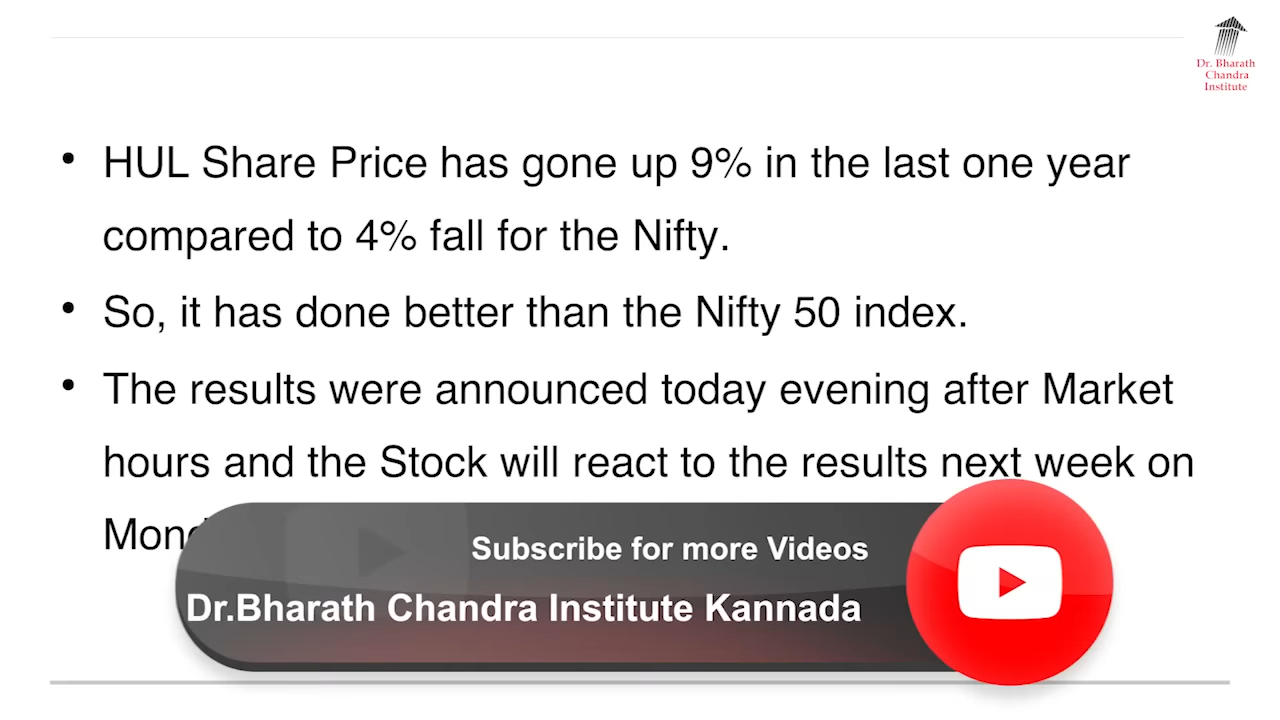 Dr. Bharath
Chandra
Institute
• HUL Share Price has gone up 9% in the last one year
compared to 4% fall for the Nifty.
• So, it has done better than the Nifty 50 index.
• The results were announced today evening after Market
hours and the Stock will react to the results next week on
Subscribe for more Videos
Dr.Bharath Chandra Institute Kannada